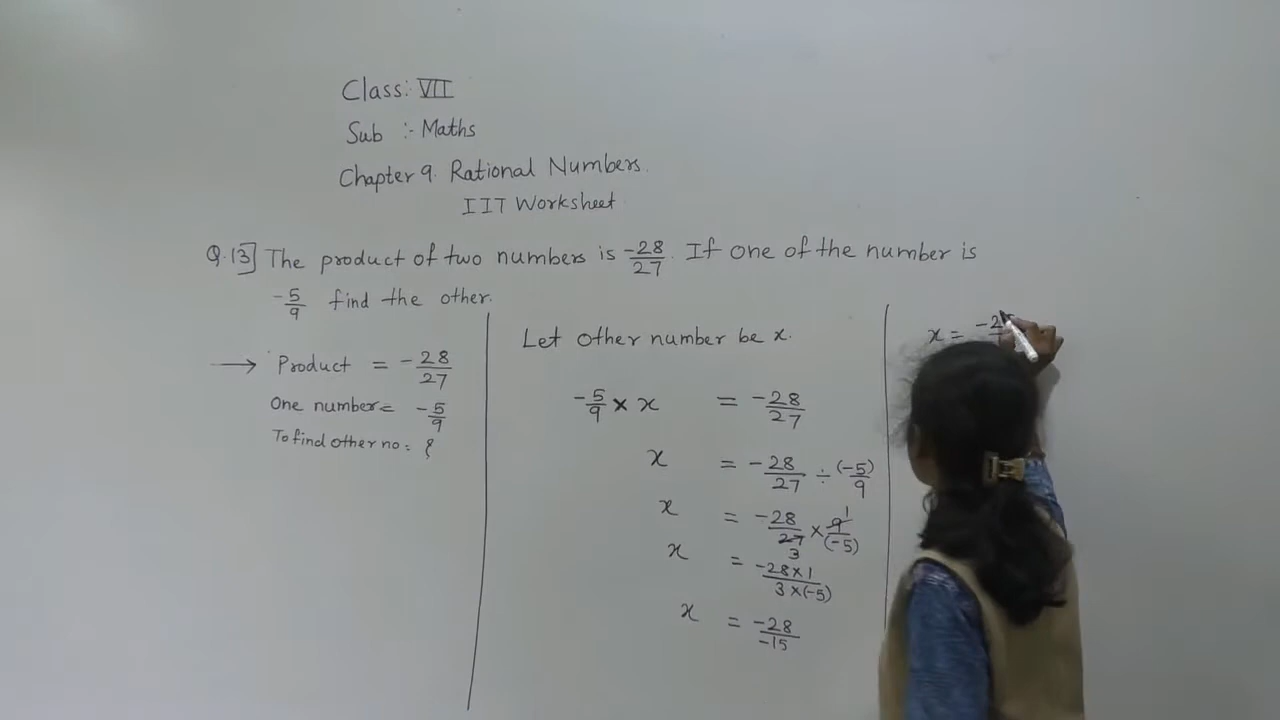 Class: VII
Sub :- Maths
Chapter 9. Rational Numbers.
IIT Worksheet
Q.13] The product of two numbers is -28/27. If one of the number is
-5/9 find the other.
→ Product = -28/27
One number = -5/9
To find other no: ?
Let other number be x.
-5/9 × x = -28/27
x = -28/27 ÷ (-5)/9
x = -28/27 3 × 9 1/(-5)
x = -28×1/3×(-5)
x = -28/-15
x = -2